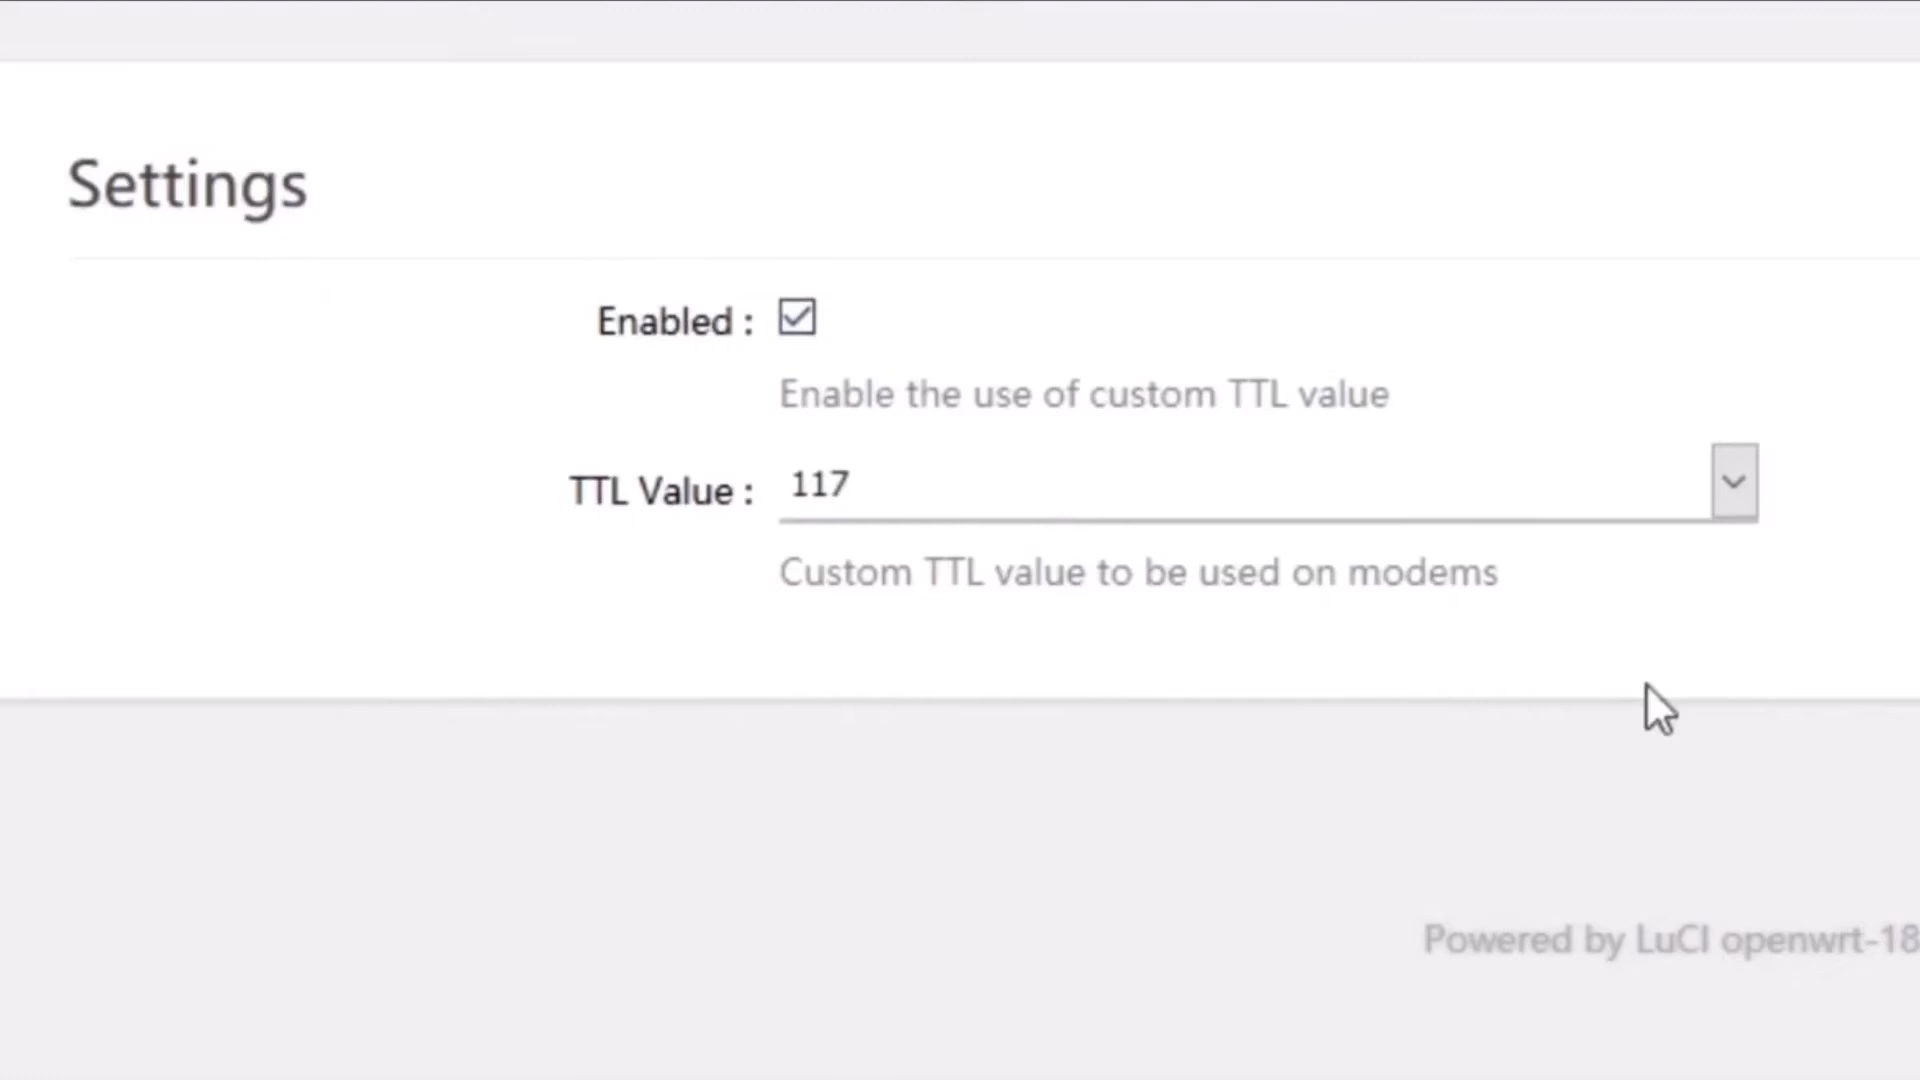 Settings
Enabled :
Enable the use of custom TTL value
TTL Value : 117
Custom TTL value to be used on modems
Powered by LuCI openwrt-18